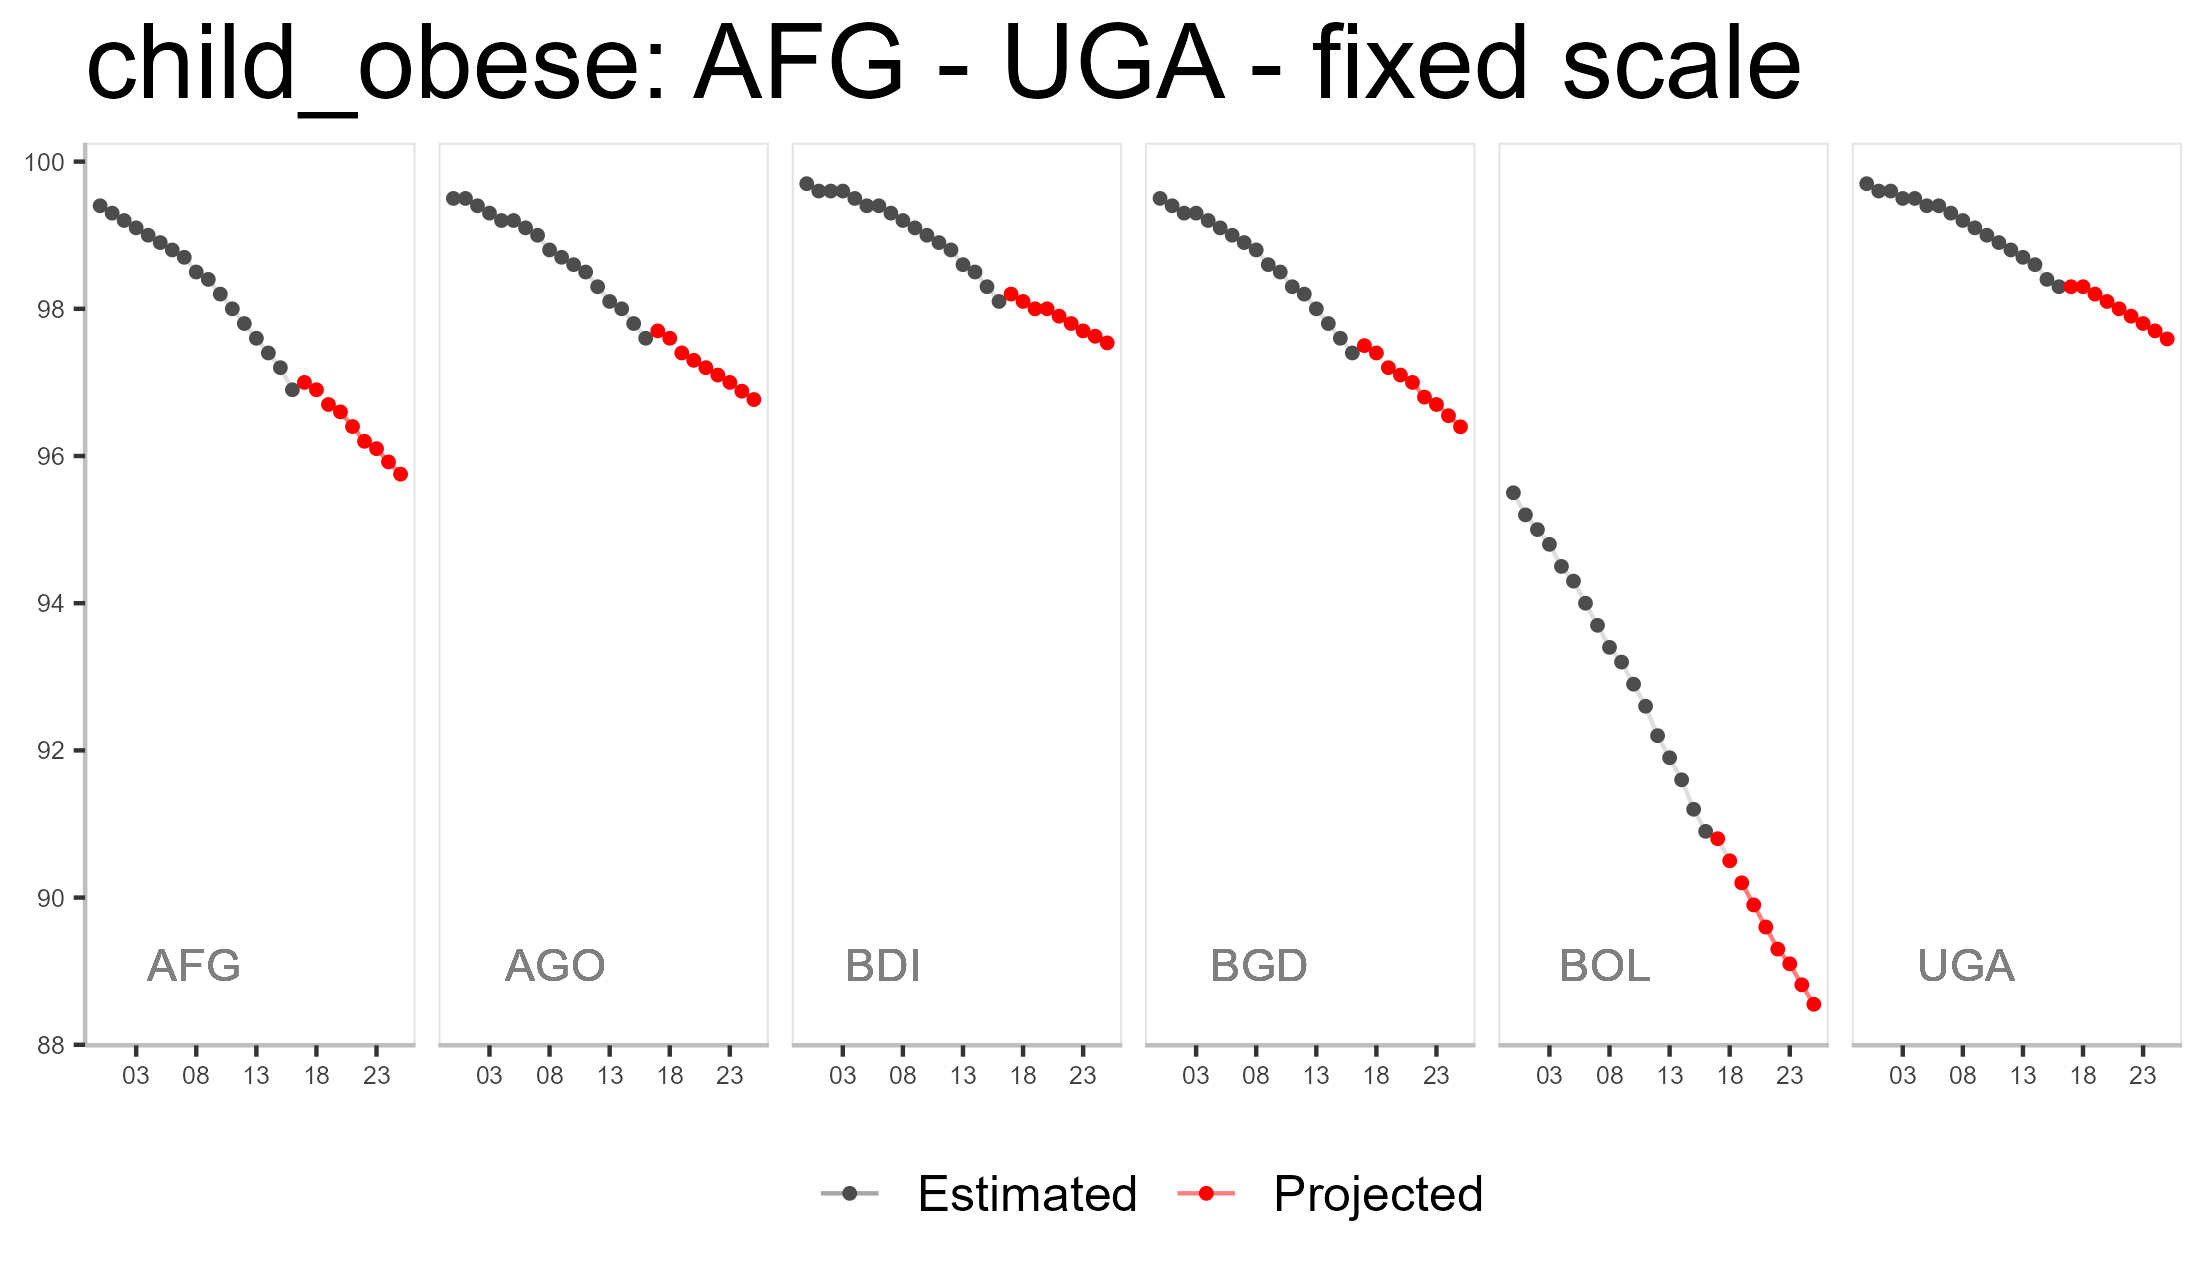 child_obese: AFG - UGA - fixed scale
100
98
96
94
92
90
88
AFG AGO BDI BGD BOL UGA
03 08 13 18 23 03 08 13 18 23 03 08 13 18 23 03 08 13 18 23 03 08 13 18 23 03 08 13 18 23
Estimated Projected